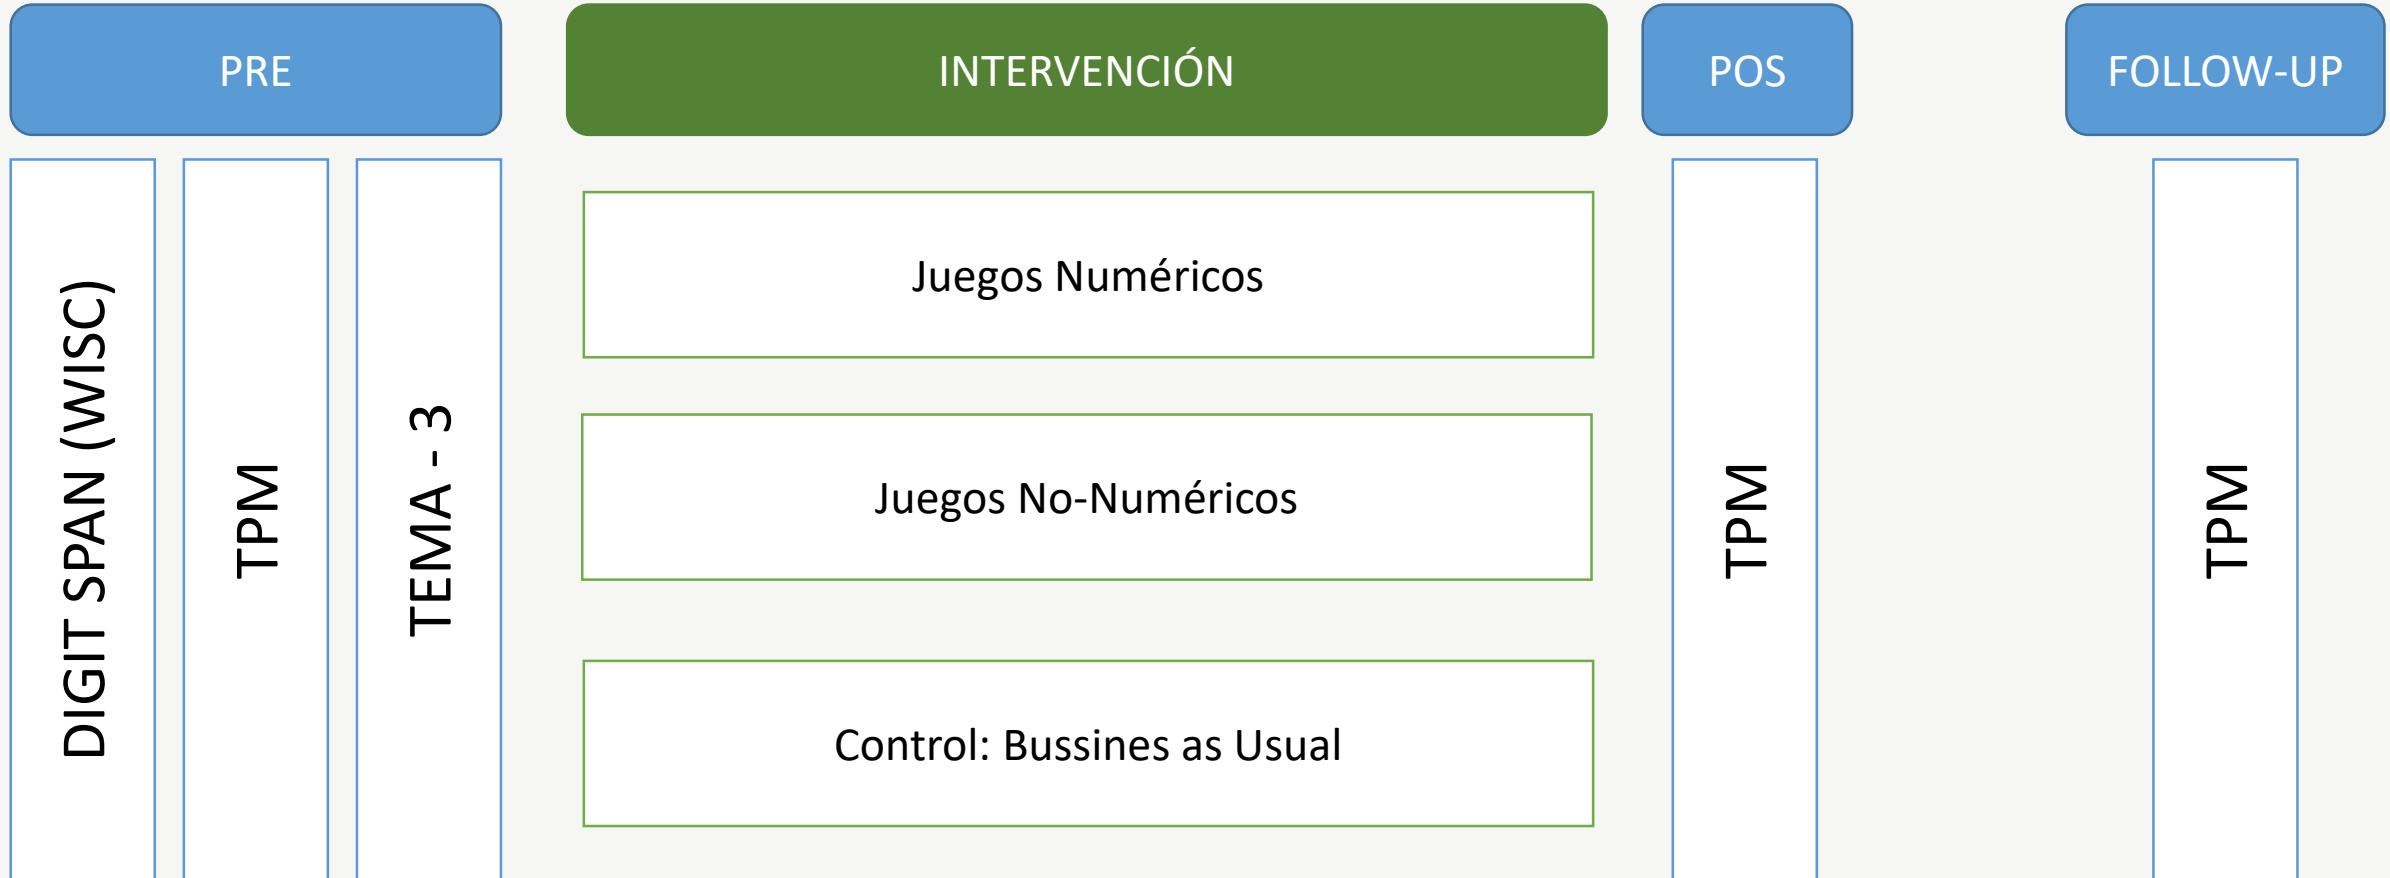 PRE
INTERVENCIÓN
POS
FOLLOW-UP
DIGIT SPAN (WISC)
TPM
TEMA - 3
Juegos Numéricos
Juegos No-Numéricos
Control: Bussines as Usual
TPM
TPM